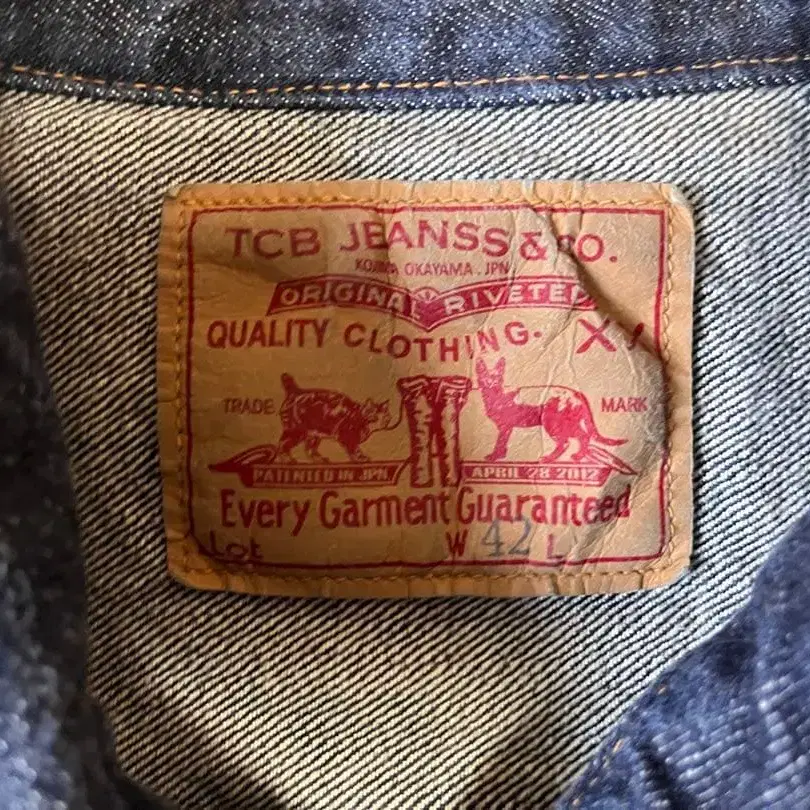 TCB JEANSS & CO.
KOJIMA OKAYAMA . JPN
ORIGINAL RIVETED
QUALITY CLOTHING.
TRADE MARK
PATENTED IN JPN. APRIL 28 2012
Every Garment Guaranteed
Lot W 42 L